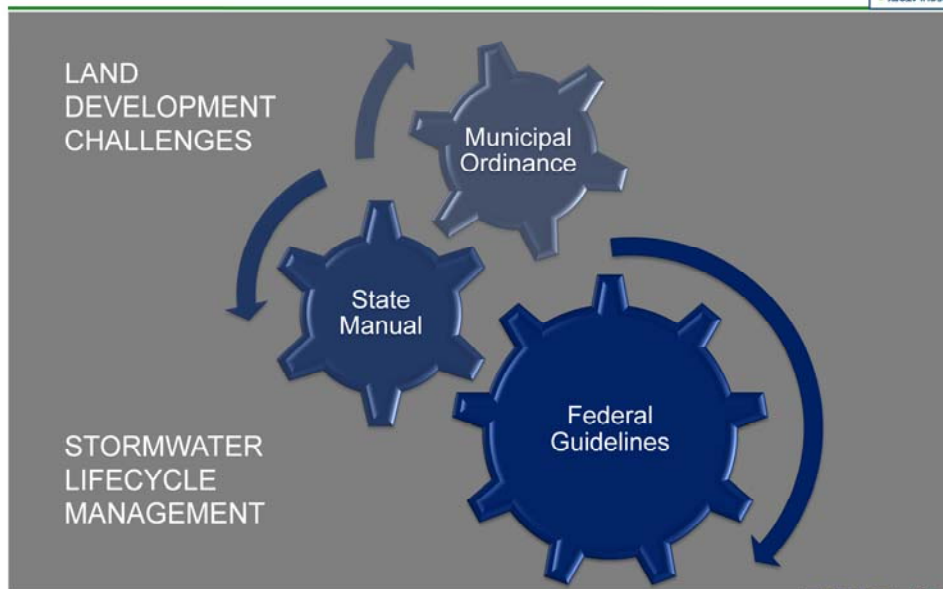 LAND
DEVELOPMENT
CHALLENGES
Municipal
Ordinance
State
Manual
Federal
Guidelines
STORMWATER
LIFECYCLE
MANAGEMENT